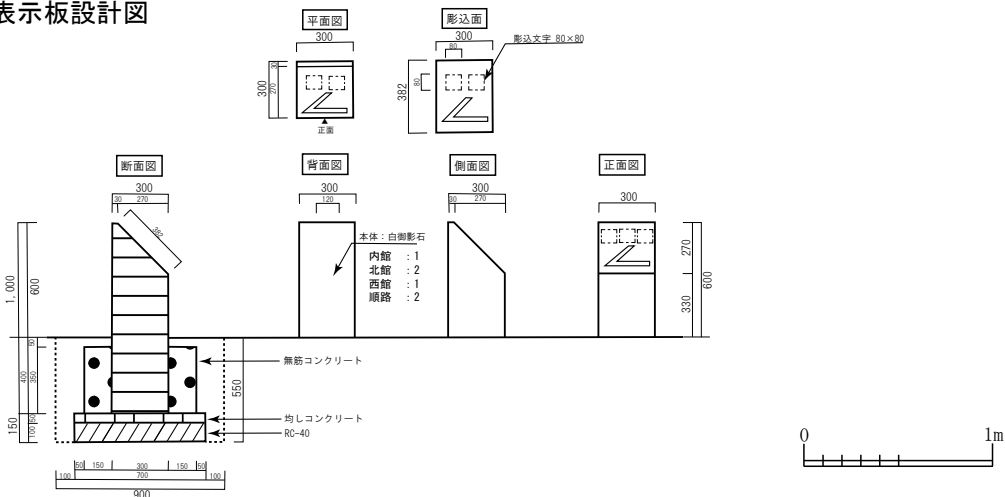 表示板設計図
平面図
300
30
270
300
正面
彫込面
300
80
80
382
彫込文字 80×80
断面図
300
30
270
382
1,000
600
50
400
350
150
50
100
550
無筋コンクリート
均しコンクリート
RC-40
50
150
300
150
50
100
700
100
900
背面図
300
120
本体：白御影石
内館 ：1
北館 ：2
西館 ：1
順路 ：2
側面図
300
30
270
正面図
300
270
330
600
0
1m